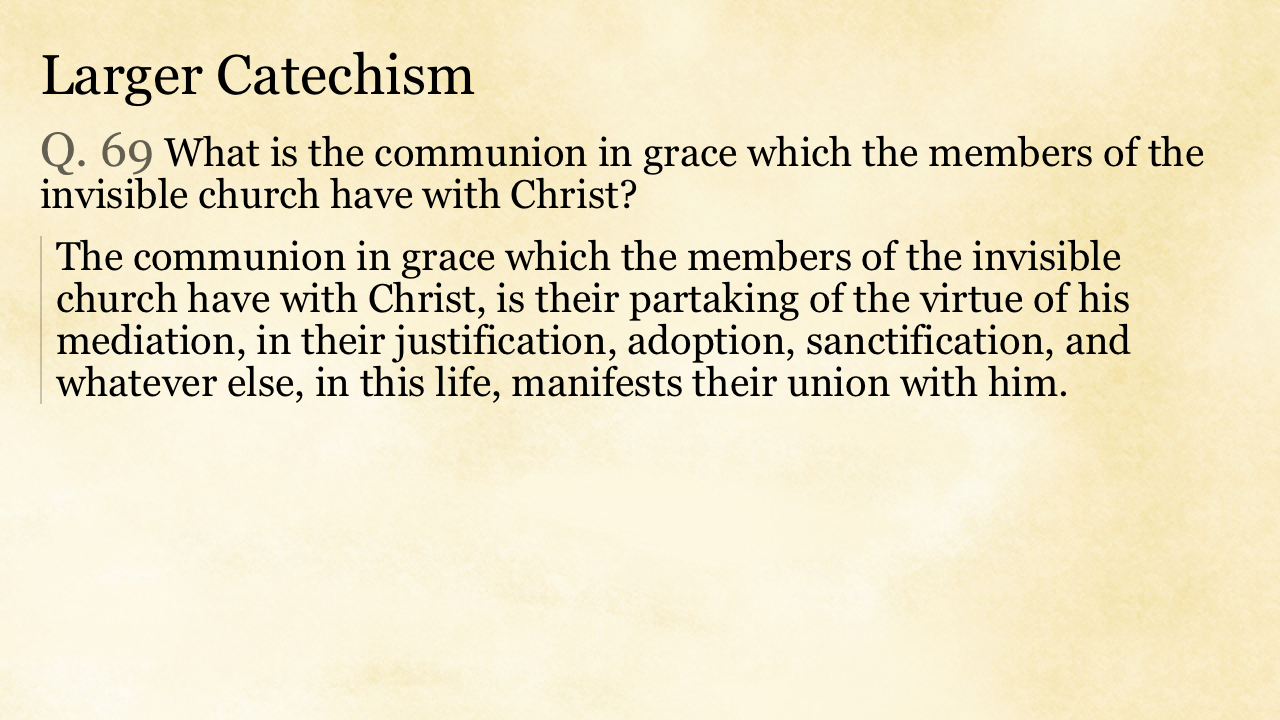 Larger Catechism
Q. 69 What is the communion in grace which the members of the
invisible church have with Christ?
The communion in grace which the members of the invisible
church have with Christ, is their partaking of the virtue of his
mediation, in their justification, adoption, sanctification, and
whatever else, in this life, manifests their union with him.